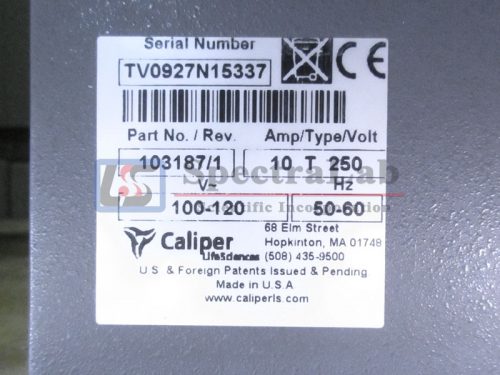 Serial Number
TV0927N15337
Part No. / Rev. Amp/Type/Volt
103187/1 10 T 250
V~ Hz
100-120 50-60
SpectraLab
Scientific Incorporation
Caliper
LifeSciences
68 Elm Street
Hopkinton, MA 01748
(508) 435-9500
U.S & Foreign Patents Issued & Pending
Made in U.S.A
www.caliperls.com
CE